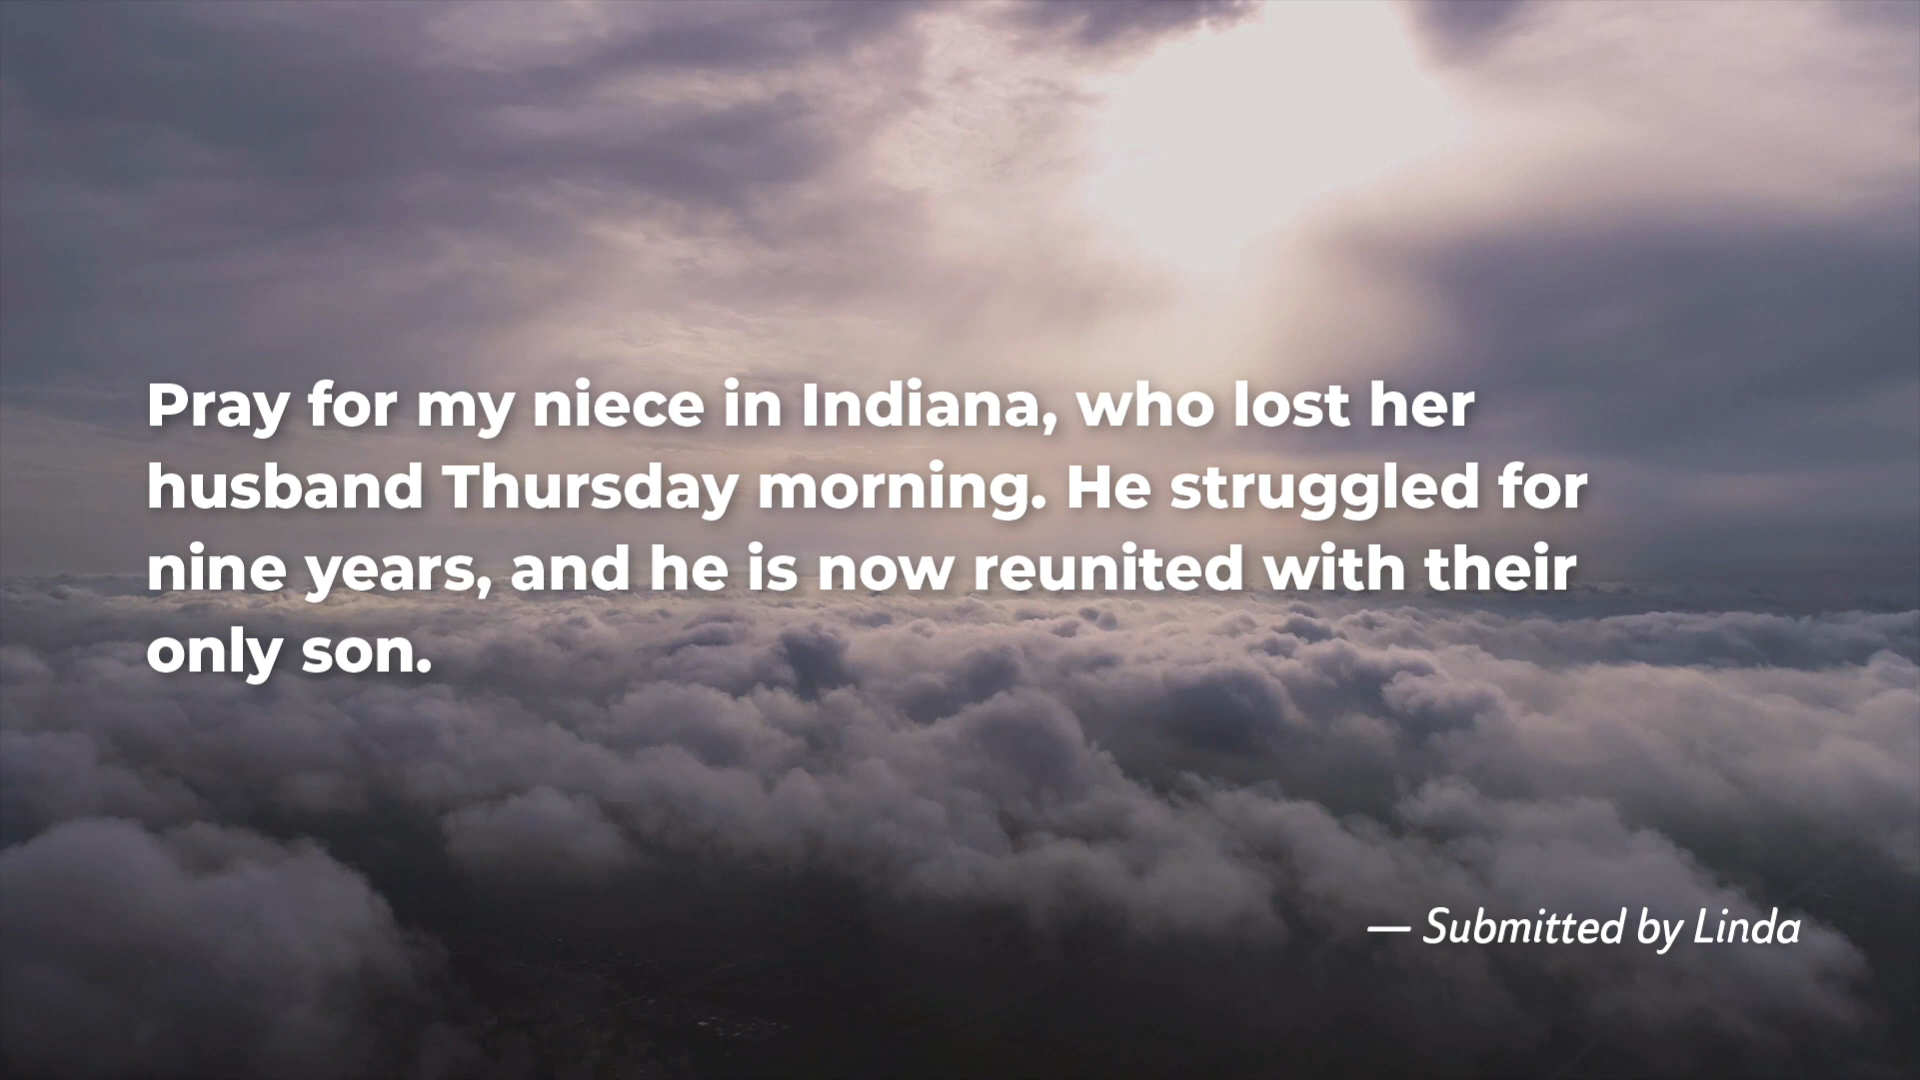 Pray for my niece in Indiana, who lost her
husband Thursday morning. He struggled for
nine years, and he is now reunited with their
only son.
— Submitted by Linda